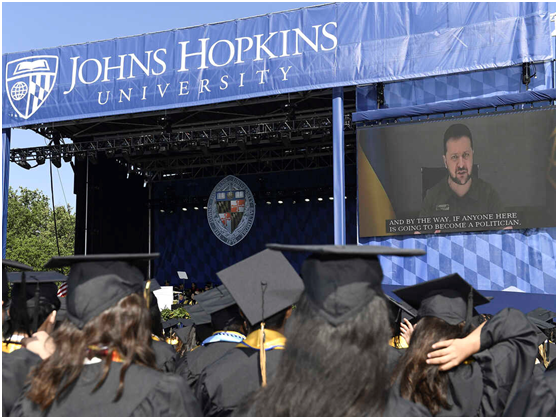 JOHNS HOPKINS
UNIVERSITY
AND BY THE WAY, IF ANYONE HERE
IS GOING TO BECOME A POLITICIAN,